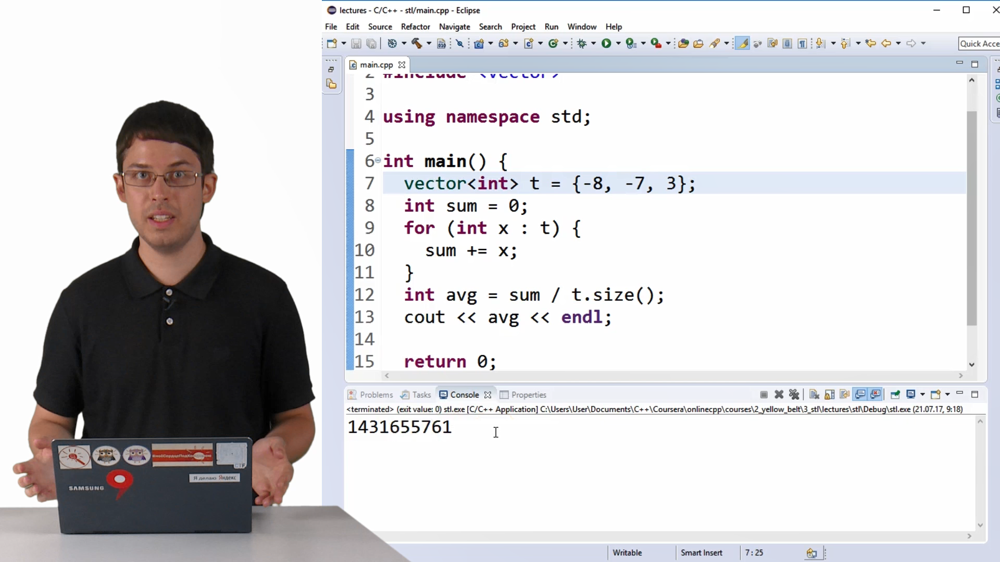 lectures - C/C++ - stl/main.cpp - Eclipse
File Edit Source Refactor Navigate Search Project Run Window Help
Quick Acce
main.cpp
2 #include <vector>
3
4 using namespace std;
5
6 int main() {
7 vector<int> t = {-8, -7, 3};
8 int sum = 0;
9 for (int x : t) {
10 sum += x;
11 }
12 int avg = sum / t.size();
13 cout << avg << endl;
14
15 return 0;
Problems Tasks Console Properties
<terminated> (exit value: 0) stl.exe [C/C++ Application] C:\Users\User\Documents\C++\Coursera\onlinecpp\courses\2_yellow_belt\3_stl\lectures\stl\Debug\stl.exe (21.07.17, 9:18)
1431655761
Writable Smart Insert 7 : 25
SAMSUNG
Я делаю Яндекс